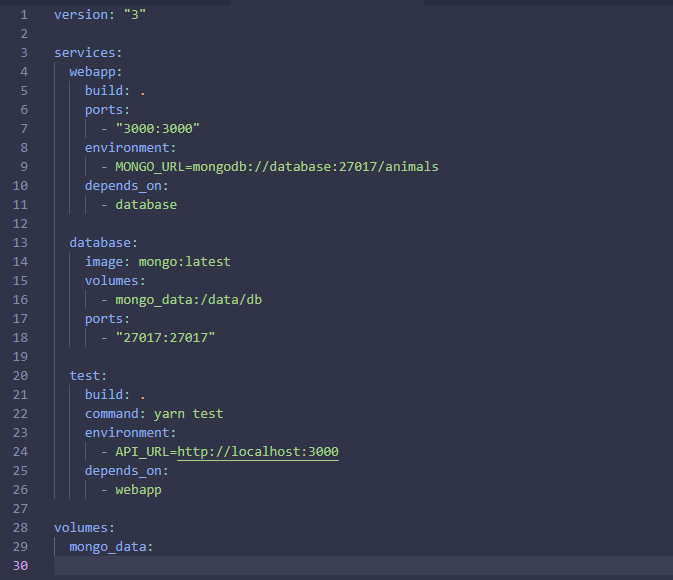 1 version: "3"
2
3 services:
4   webapp:
5     build: .
6     ports:
7       - "3000:3000"
8     environment:
9       - MONGO_URL=mongodb://database:27017/animals
10     depends_on:
11       - database
12
13   database:
14     image: mongo:latest
15     volumes:
16       - mongo_data:/data/db
17     ports:
18       - "27017:27017"
19
20   test:
21     build: .
22     command: yarn test
23     environment:
24       - API_URL=http://localhost:3000
25     depends_on:
26       - webapp
27
28 volumes:
29   mongo_data:
30